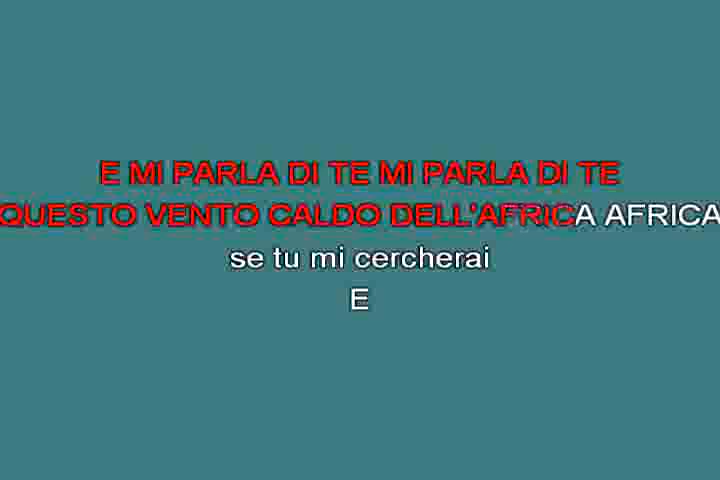 E MI PARLA DI TE MI PARLA DI TE
QUESTO VENTO CALDO DELL'AFRICA AFRICA
se tu mi cercherai
E